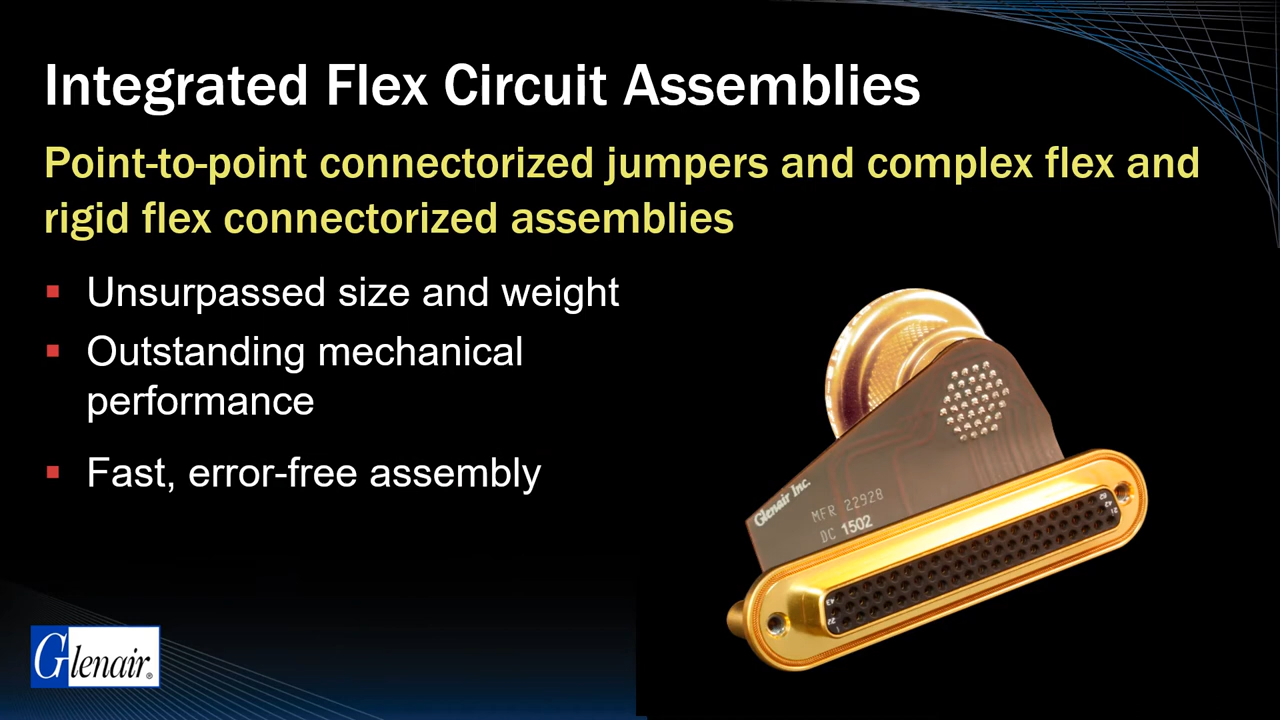 Integrated Flex Circuit Assemblies
Point-to-point connectorized jumpers and complex flex and
rigid flex connectorized assemblies
Unsurpassed size and weight
Outstanding mechanical
performance
Fast, error-free assembly
Glenair Inc.
MFR 22928
DC 1502
Glenair®